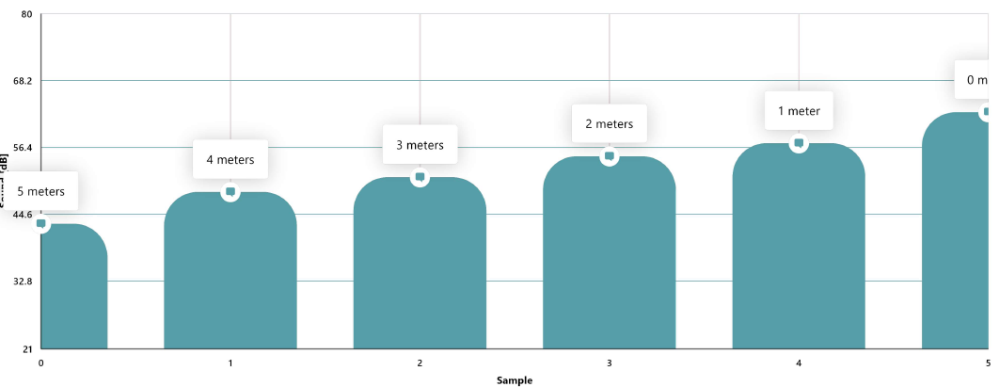 80
68.2
56.4
44.6
32.8
21
5 meters
4 meters
3 meters
2 meters
1 meter
0 m
[dB]
0 1 2 3 4 5
Sample